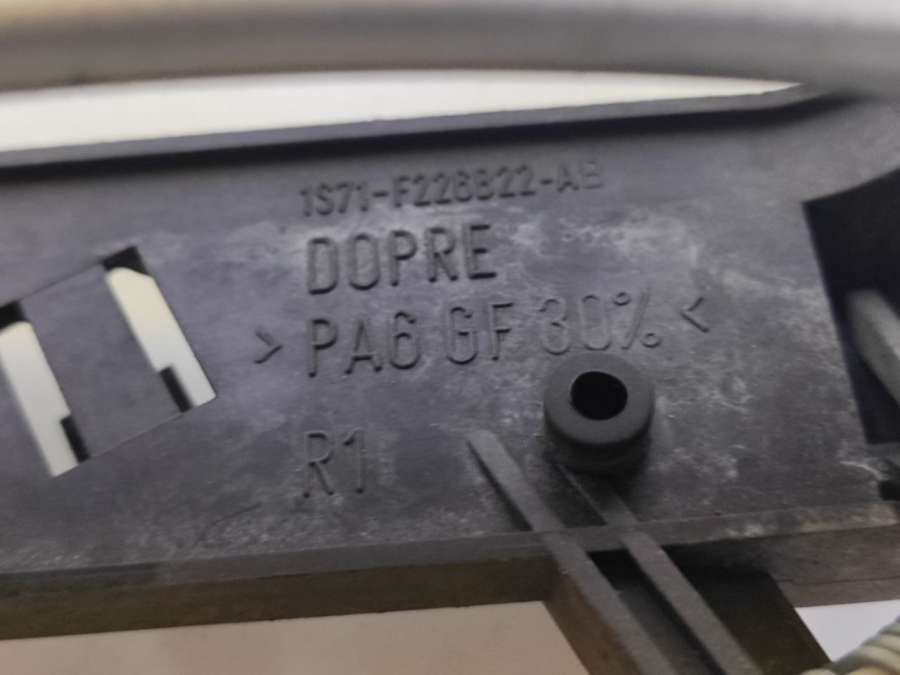 1S71-F226B22-AB
DOPRE
>PA6 GF 30%<
R1